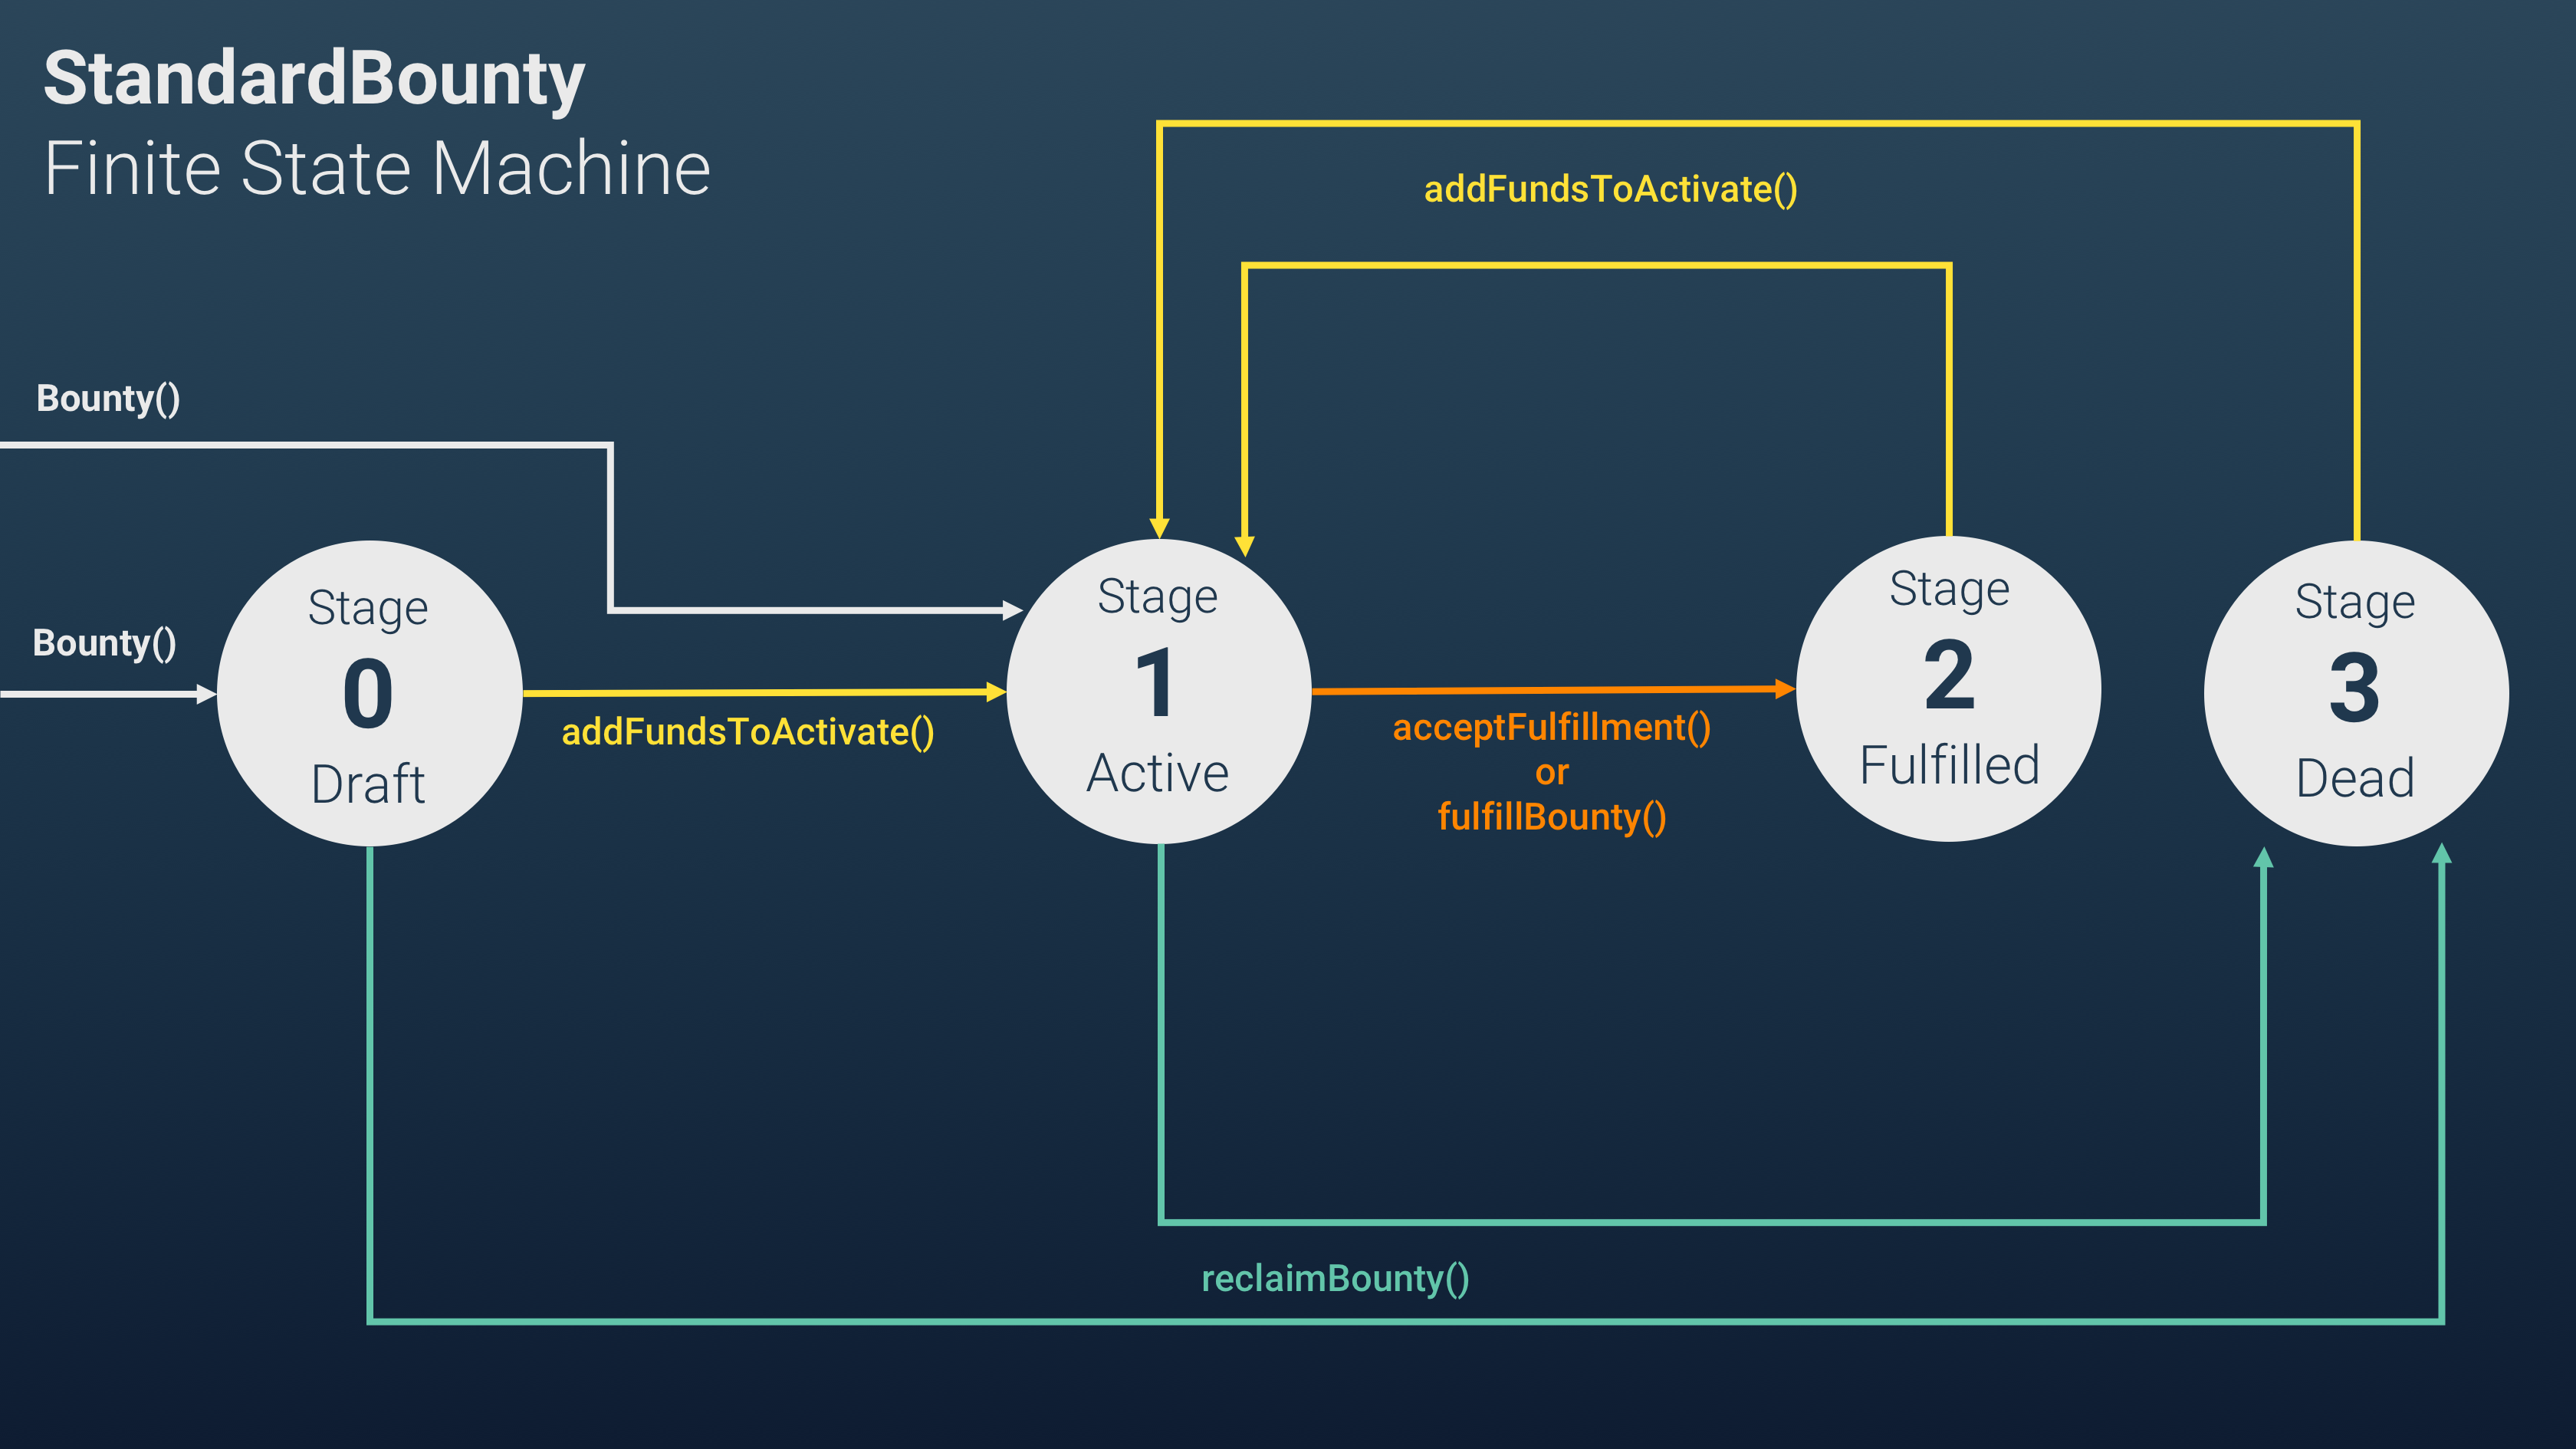 StandardBounty
Finite State Machine
addFundsToActivate()
Bounty()
Bounty()
Stage
0
Draft
addFundsToActivate()
Stage
1
Active
acceptFulfillment()
or
fulfillBounty()
Stage
2
Fulfilled
Stage
3
Dead
reclaimBounty()